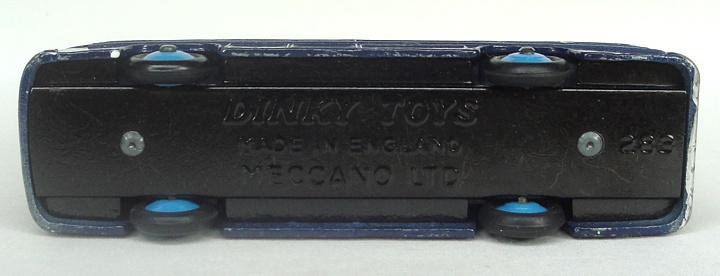 DINKY TOYS
MADE IN ENGLAND 283
MECCANO LTD